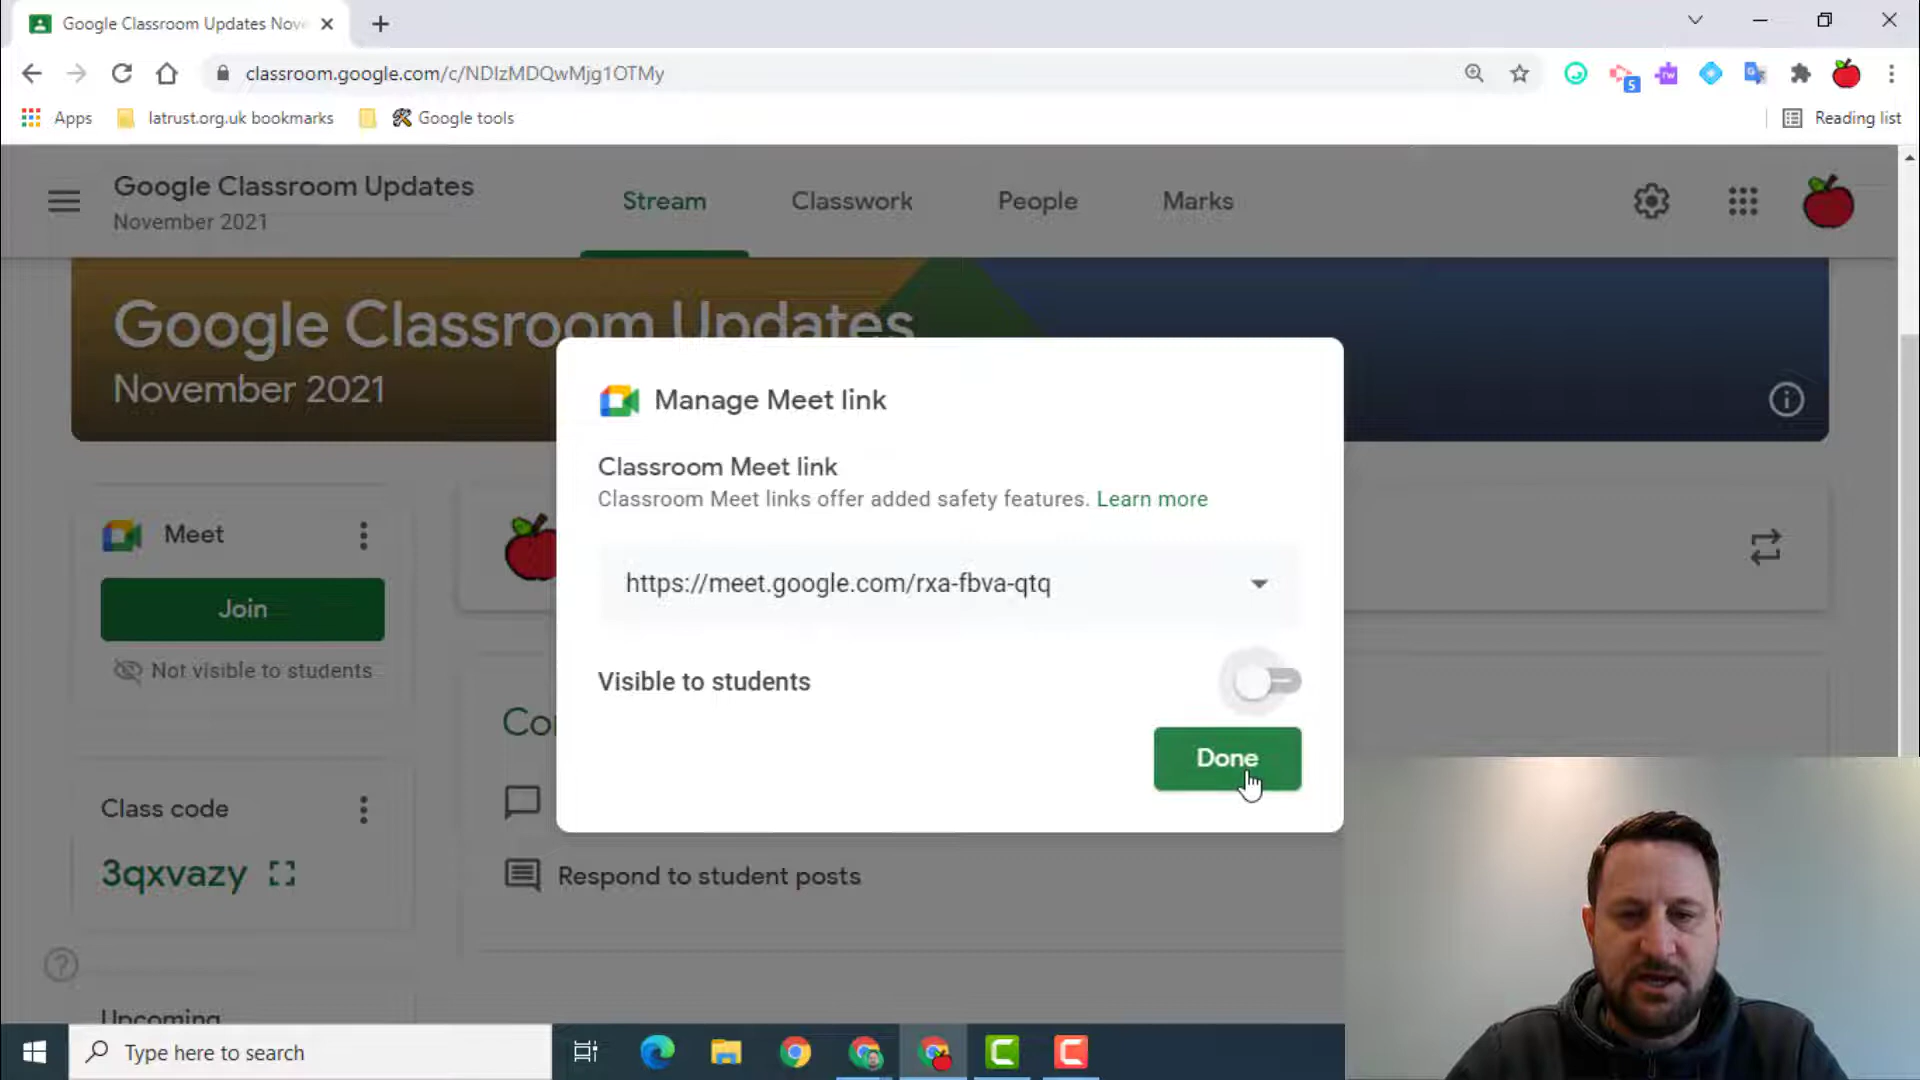 Google Classroom Updates Nov
classroom.google.com/c/NDIzMDQwMjg1OTMy
5
rw
Apps
latrust.org.uk bookmarks
Google tools
Reading list
Google Classroom Updates
November 2021
Stream
Classwork
People
Marks
Google Classroom Updates
November 2021
Manage Meet link
Classroom Meet link
Classroom Meet links offer added safety features. Learn more
https://meet.google.com/rxa-fbva-qtq
Visible to students
Done
Meet
Join
Not visible to students
Class code
3qxvazy
Respond to student posts
Upcoming
Type here to search